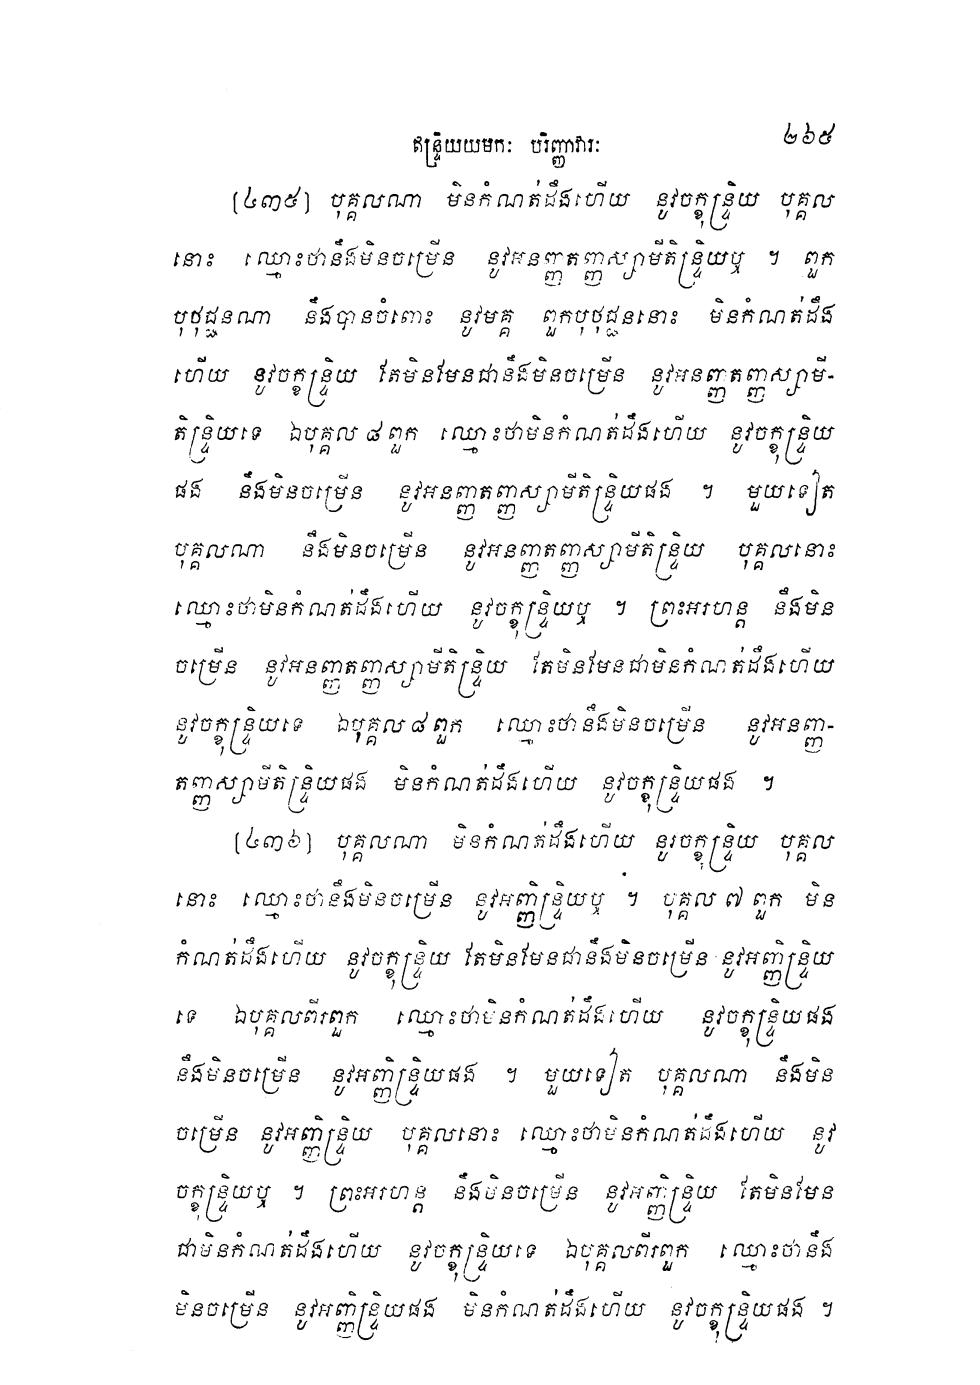 ឥន្ទ្រិយយមកៈ បរិញ្ញាវារៈ ២៦៥
(៤៣៥) បុគ្គលណា មិនកំណត់ដឹងហើយ នូវចក្ខុន្ទ្រិយ បុគ្គល
នោះ ឈ្មោះថានឹងមិនចម្រើន នូវអនញ្ញតញ្ញស្សាមីតិន្ទ្រិយឬ ។ ពួក
បុថុជ្ជនណា នឹងបានចំពោះ នូវមគ្គ ពួកបុថុជ្ជននោះ មិនកំណត់ដឹង
ហើយ នូវចក្ខុន្ទ្រិយ តែមិនមែនជានឹងមិនចម្រើន នូវអនញ្ញតញ្ញស្សាមី-
តិន្ទ្រិយទេ ឯបុគ្គល ៨ ពួក ឈ្មោះថាមិនកំណត់ដឹងហើយ នូវចក្ខុន្ទ្រិយ
ផង នឹងមិនចម្រើន នូវអនញ្ញតញ្ញស្សាមីតិន្ទ្រិយផង ។ មួយទៀត
បុគ្គលណា នឹងមិនចម្រើន នូវអនញ្ញតញ្ញស្សាមីតិន្ទ្រិយ បុគ្គលនោះ
ឈ្មោះថាមិនកំណត់ដឹងហើយ នូវចក្ខុន្ទ្រិយឬ ។ ព្រះអរហន្ត នឹងមិន
ចម្រើន នូវអនញ្ញតញ្ញស្សាមីតិន្ទ្រិយ តែមិនមែនជាមិនកំណត់ដឹងហើយ
នូវចក្ខុន្ទ្រិយទេ ឯបុគ្គល ៨ ពួក ឈ្មោះថានឹងមិនចម្រើន នូវអនញ្ញ-
តញ្ញស្សាមីតិន្ទ្រិយផង មិនកំណត់ដឹងហើយ នូវចក្ខុន្ទ្រិយផង ។
(៤៣៦) បុគ្គលណា មិនកំណត់ដឹងហើយ នូវចក្ខុន្ទ្រិយ បុគ្គល
នោះ ឈ្មោះថានឹងមិនចម្រើន នូវអញ្ញិន្ទ្រិយឬ ។ បុគ្គល ៧ ពួក មិន
កំណត់ដឹងហើយ នូវចក្ខុន្ទ្រិយ តែមិនមែនជានឹងមិនចម្រើន នូវអញ្ញិន្ទ្រិយ
ទេ ឯបុគ្គលពីរពួក ឈ្មោះថាមិនកំណត់ដឹងហើយ នូវចក្ខុន្ទ្រិយផង
នឹងមិនចម្រើន នូវអញ្ញិន្ទ្រិយផង ។ មួយទៀត បុគ្គលណា នឹងមិន
ចម្រើន នូវអញ្ញិន្ទ្រិយ បុគ្គលនោះ ឈ្មោះថាមិនកំណត់ដឹងហើយ នូវ
ចក្ខុន្ទ្រិយឬ ។ ព្រះអរហន្ត នឹងមិនចម្រើន នូវអញ្ញិន្ទ្រិយ តែមិនមែន
ជាមិនកំណត់ដឹងហើយ នូវចក្ខុន្ទ្រិយទេ ឯបុគ្គលពីរពួក ឈ្មោះថានឹង
មិនចម្រើន នូវអញ្ញិន្ទ្រិយផង មិនកំណត់ដឹងហើយ នូវចក្ខុន្ទ្រិយផង ។